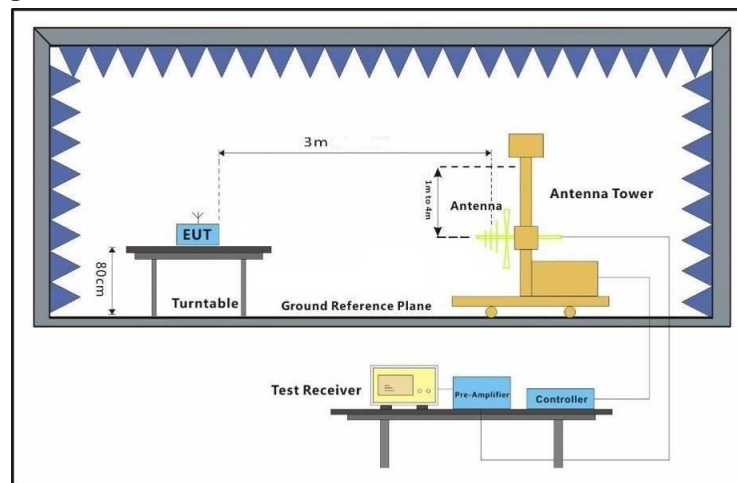 3m
1m to 4m
Antenna
Antenna Tower
EUT
80cm
Turntable
Ground Reference Plane
Test Receiver
Pre-Amplifier
Controller